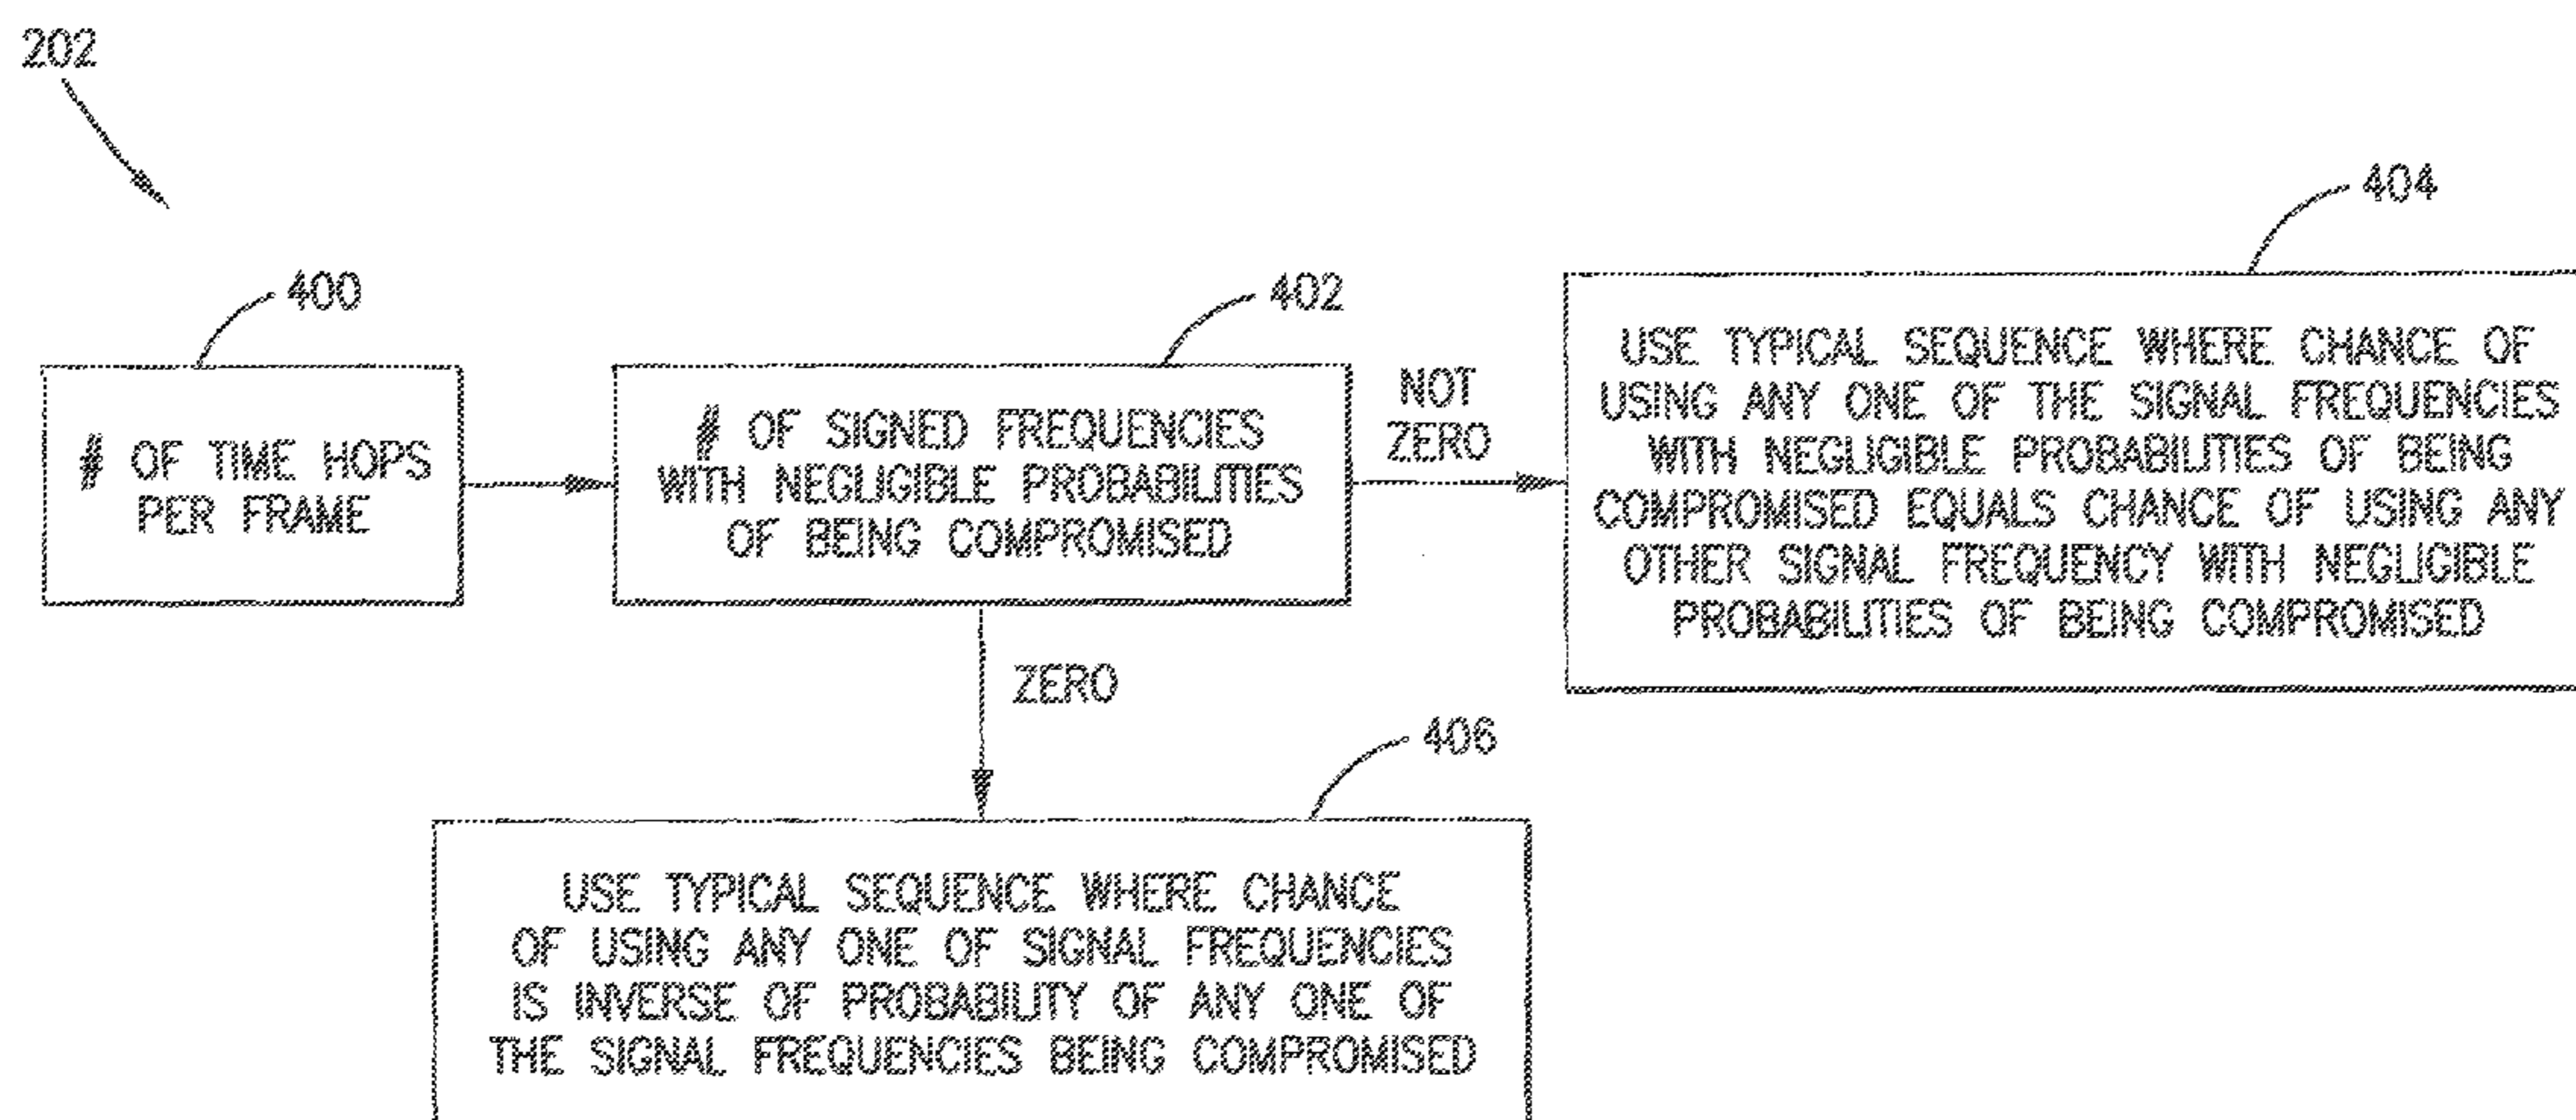 202
400
# OF TIME HOPS
PER FRAME
402
# OF SIGNED FREQUENCIES
WITH NEGLIGIBLE PROBABILITIES
OF BEING COMPROMISED
NOT
ZERO
404
USE TYPICAL SEQUENCE WHERE CHANCE OF
USING ANY ONE OF THE SIGNAL FREQUENCIES
WITH NEGLIGIBLE PROBABILITIES OF BEING
COMPROMISED EQUALS CHANCE OF USING ANY
OTHER SIGNAL FREQUENCY WITH NEGLIGIBLE
PROBABILITIES OF BEING COMPROMISED
ZERO
406
USE TYPICAL SEQUENCE WHERE CHANCE
OF USING ANY ONE OF SIGNAL FREQUENCIES
IS INVERSE OF PROBABILITY OF ANY ONE OF
THE SIGNAL FREQUENCIES BEING COMPROMISED